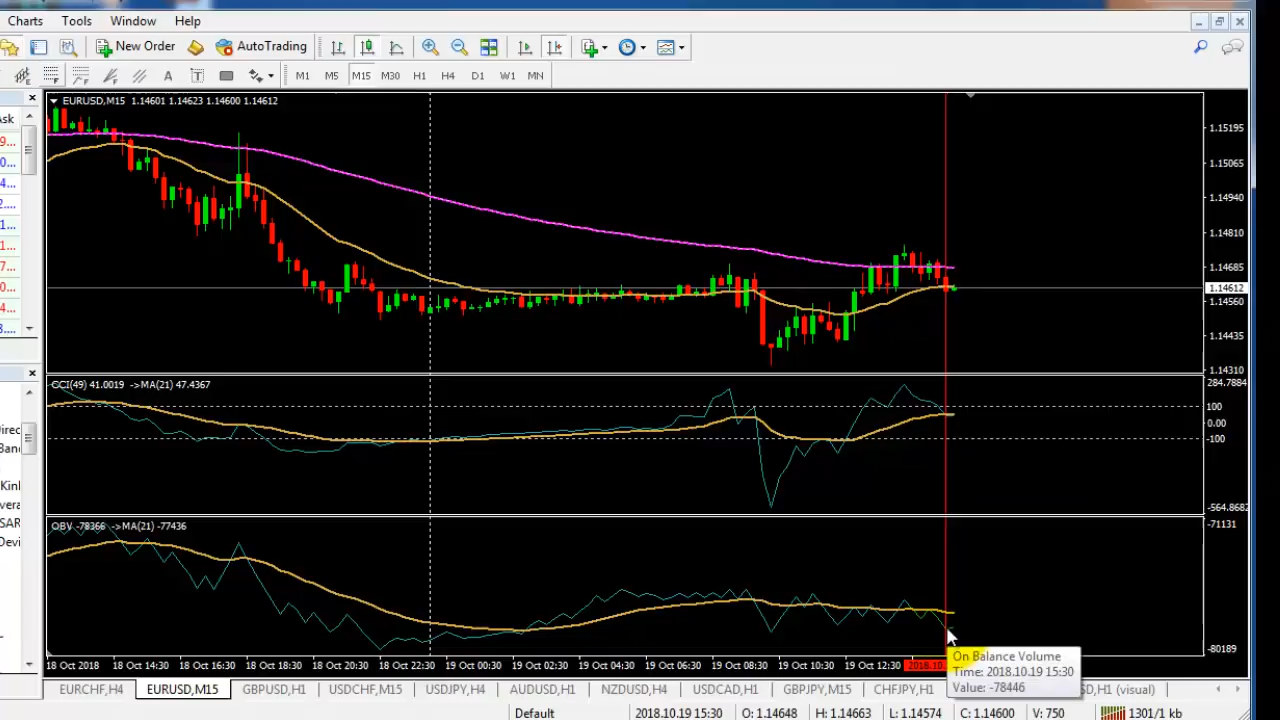 Charts Tools Window Help
New Order AutoTrading
A T M1 M5 M15 M30 H1 H4 D1 W1 MN
EURUSD,M15 1.14601 1.14623 1.14600 1.14612
1.15195
1.15065
1.14940
1.14810
1.14685
1.14612
1.14560
1.14435
1.14310
CCI(49) 41.0019 ->MA(21) 47.4367
284.7884
100
0.00
-100
-564.8682
OBV -78366 ->MA(21) -77436
-71131
-80189
18 Oct 2018 18 Oct 14:30 18 Oct 16:30 18 Oct 18:30 18 Oct 20:30 18 Oct 22:30 19 Oct 00:30 19 Oct 02:30 19 Oct 04:30 19 Oct 06:30 19 Oct 08:30 19 Oct 10:30 19 Oct 12:30 2018.10
On Balance Volume
Time: 2018.10.19 15:30
Value: -78446
EURCHF,H4 EURUSD,M15 GBPUSD,H1 USDCHF,M15 USDJPY,H4 AUDUSD,H1 NZDUSD,H4 USDCAD,H1 GBPJPY,M15 CHFJPY,H1 (visual)
Default 2018.10.19 15:30 O: 1.14648 H: 1.14663 L: 1.14574 C: 1.14600 V: 750 1301/1 kb